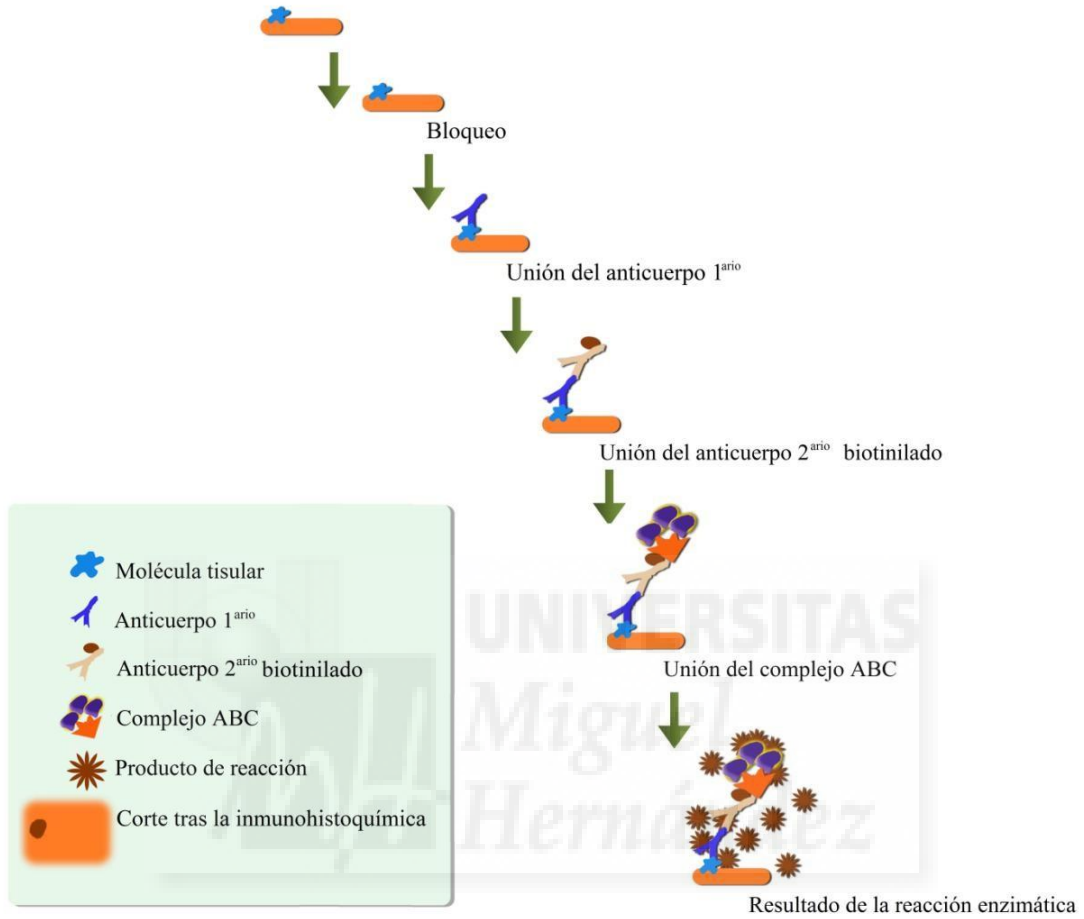 Bloqueo
Unión del anticuerpo 1ario
Unión del anticuerpo 2ario biotinilado
Unión del complejo ABC
Resultado de la reacción enzimática
Molécula tisular
Anticuerpo 1ario
Anticuerpo 2ario biotinilado
Complejo ABC
Producto de reacción
Corte tras la inmunohistoquímica
UNIVERSITAS
Miguel
Hernández